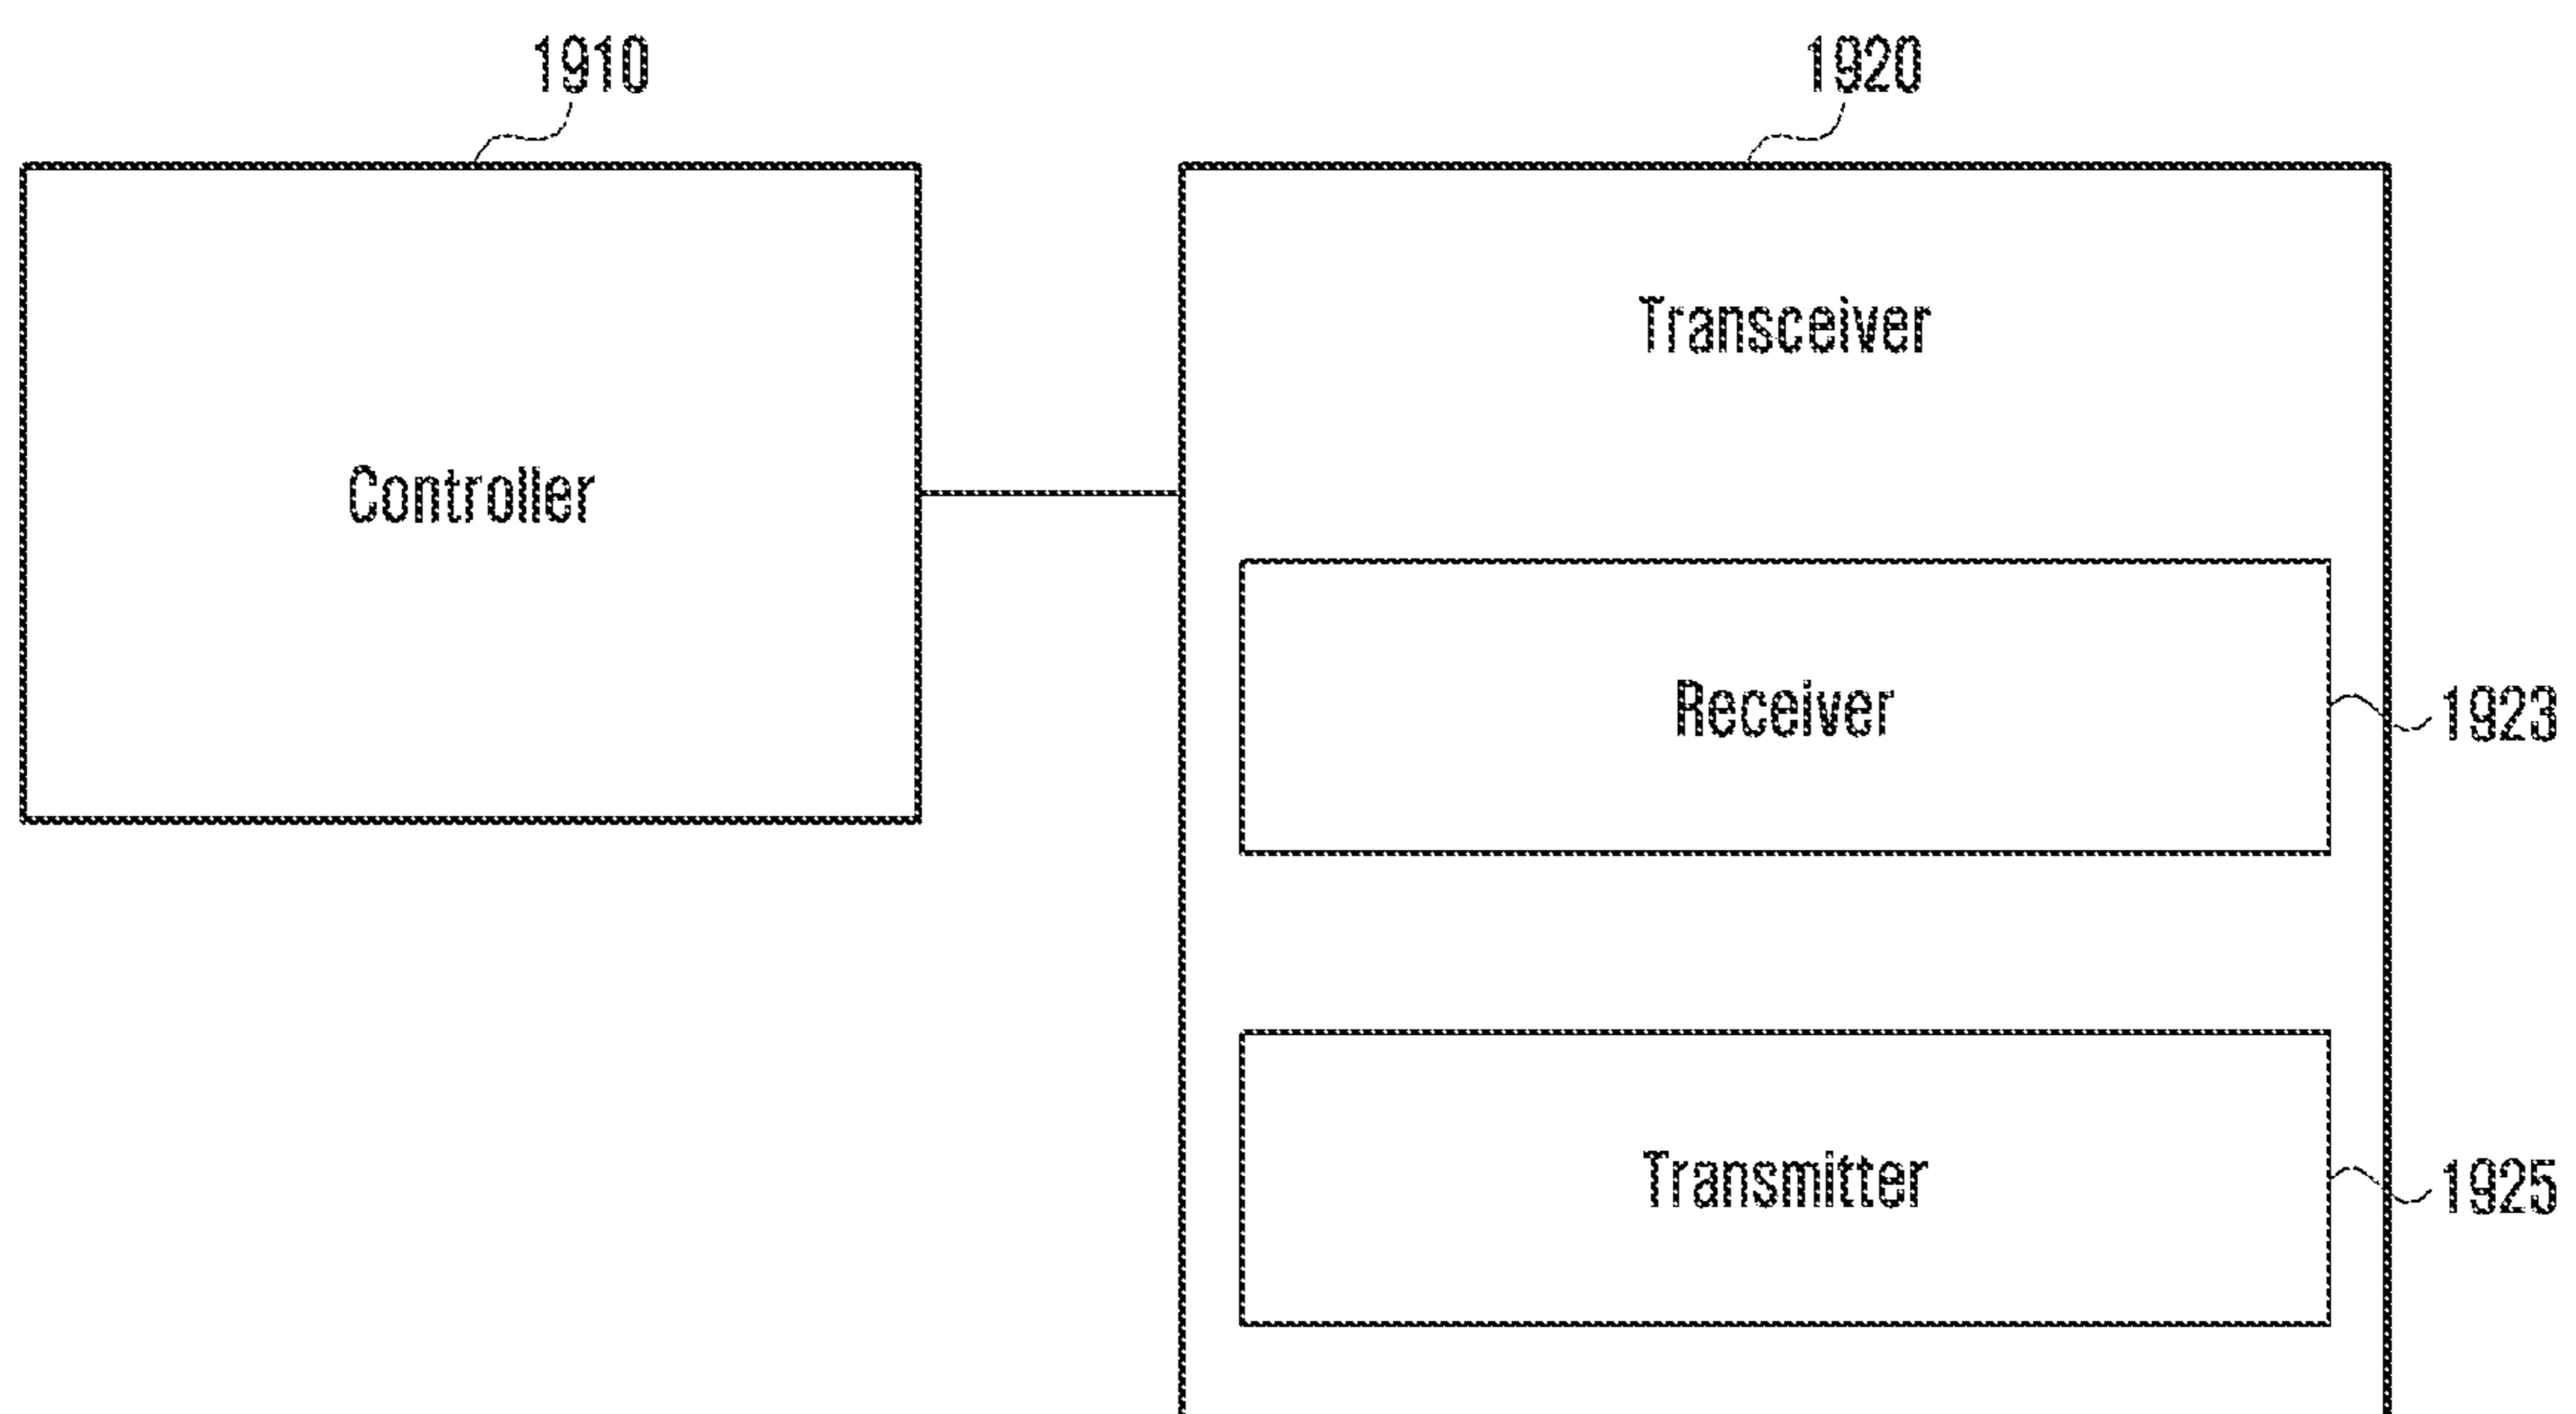 1910
1920
Controller
Transceiver
Receiver
1923
Transmitter
1925